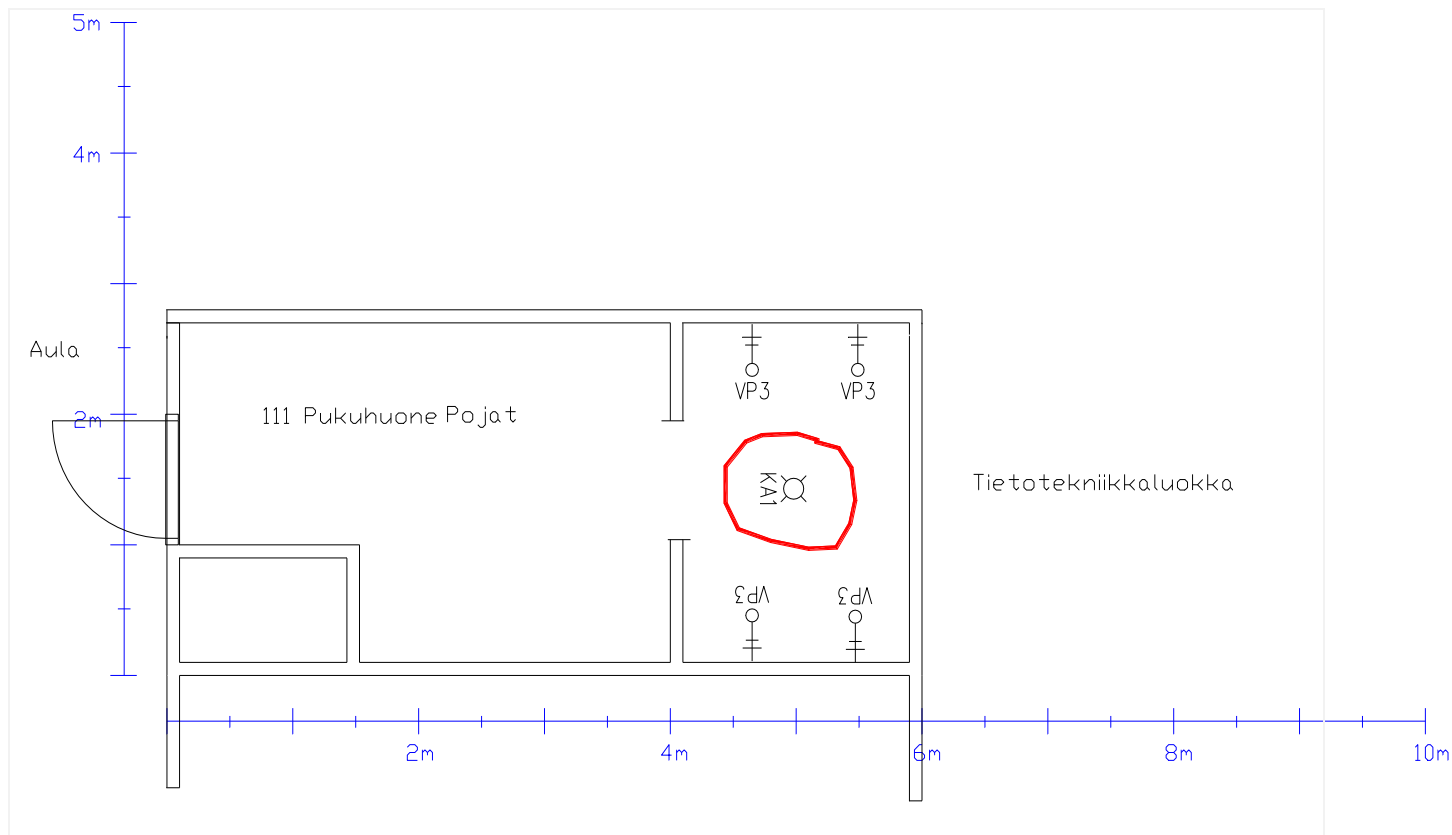 5m
4m
Aula
VP3 VP3
2m
111 Pukuhuone Pojat
KA1
Tietotekniikkaluokka
VP3 VP3
2m 4m 6m 8m 10m